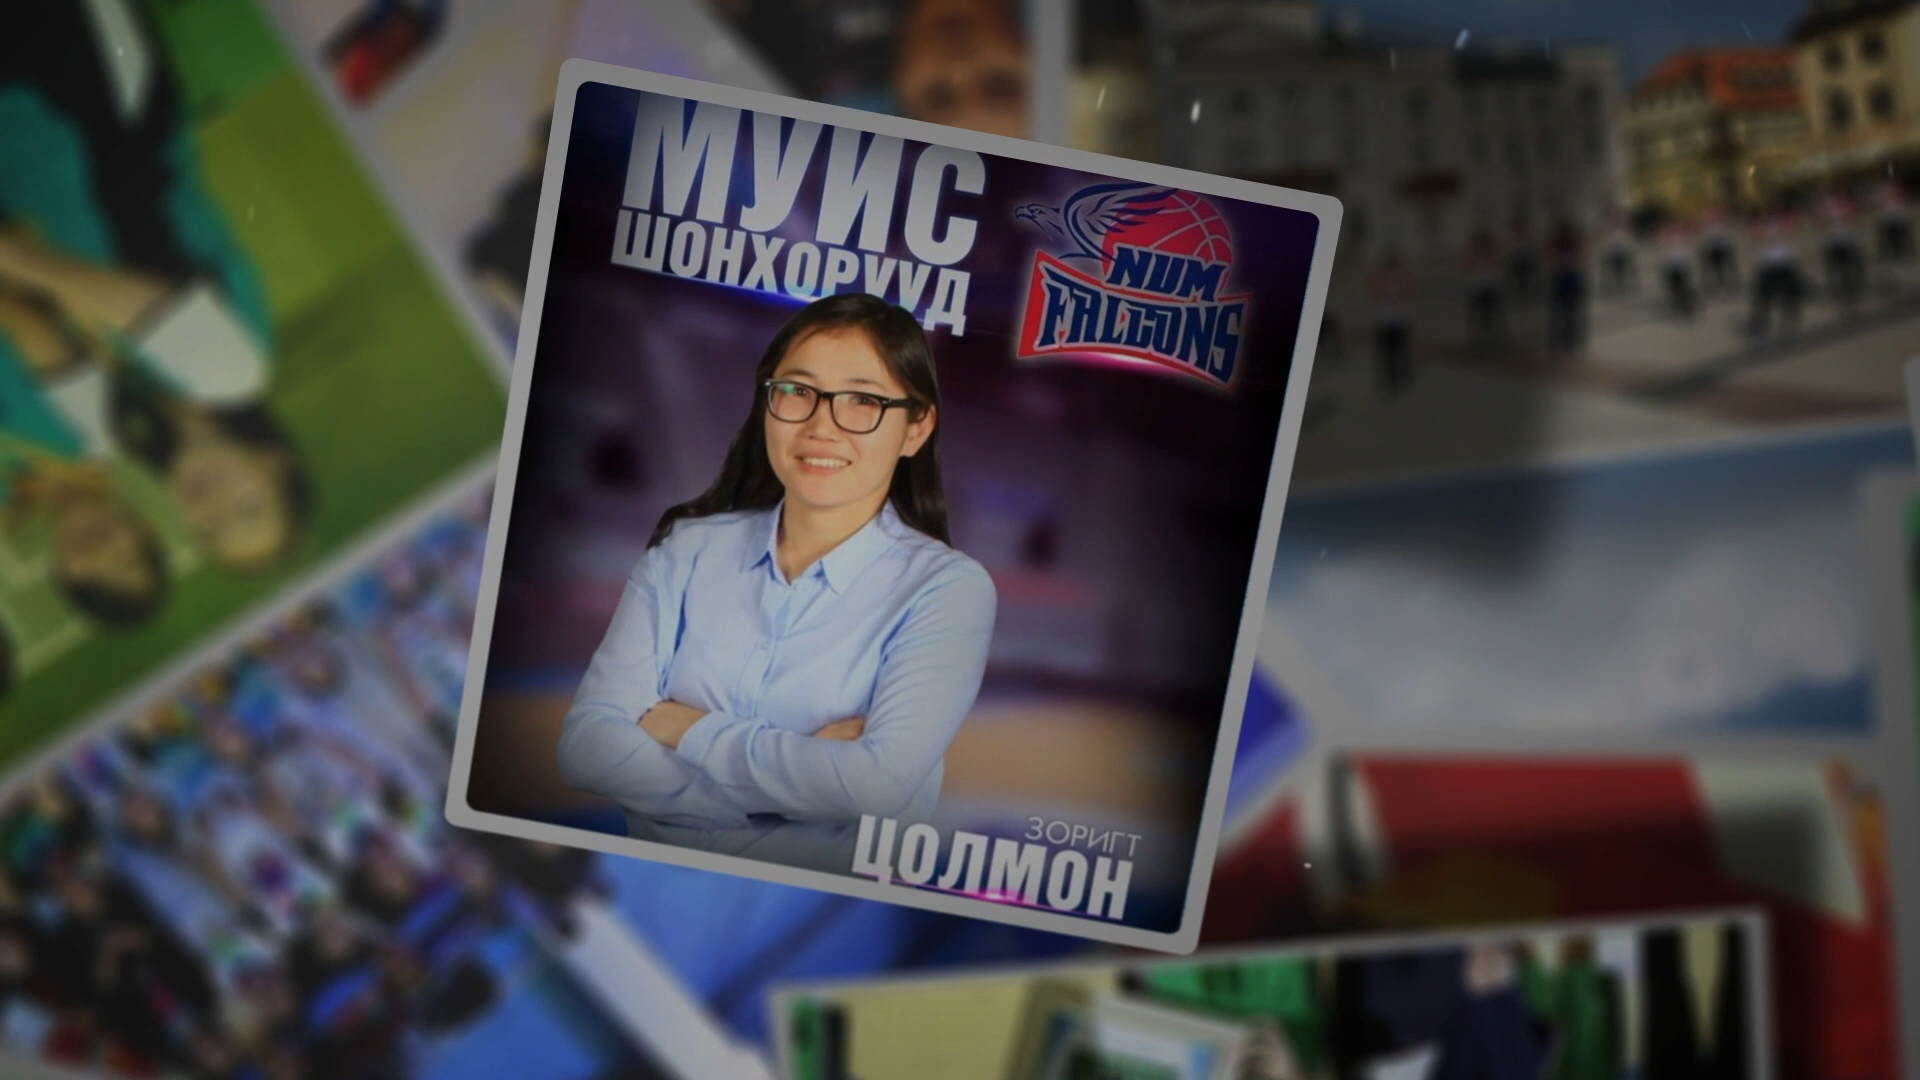 МУИС
ШОНХОРУУД
NUM
FALCONS
ЗОРИГТ
ЦОЛМОН